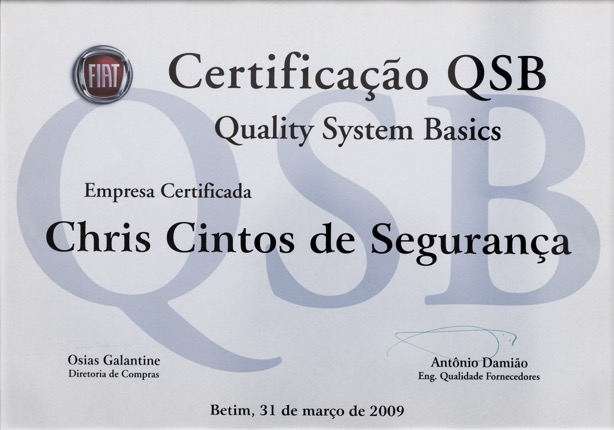 FIAT
Certificação QSB
Quality System Basics
Empresa Certificada
Chris Cintos de Segurança
QSB
Osias Galantine
Diretoria de Compras
Antônio Damião
Eng. Qualidade Fornecedores
Betim, 31 de março de 2009